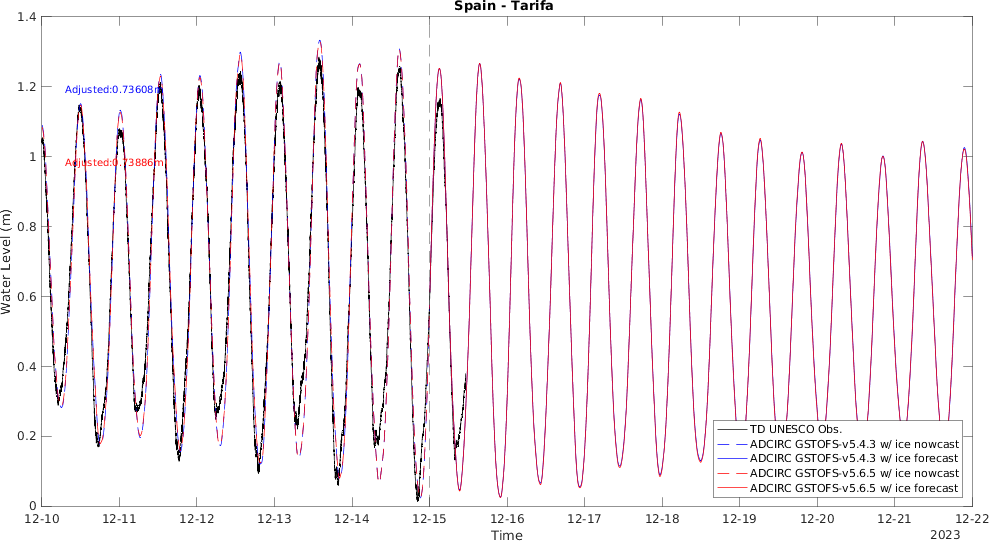 Spain - Tarifa
1.4
1.2
1
0.8
0.6
0.4
0.2
0
Water Level (m)
Adjusted:0.73608m
Adjusted:0.73886m
TD UNESCO Obs.
ADCIRC GSTOFS-v5.4.3 w/ ice nowcast
ADCIRC GSTOFS-v5.4.3 w/ ice forecast
ADCIRC GSTOFS-v5.6.5 w/ ice nowcast
ADCIRC GSTOFS-v5.6.5 w/ ice forecast
12-10 12-11 12-12 12-13 12-14 12-15 12-16 12-17 12-18 12-19 12-20 12-21 12-22
Time
2023